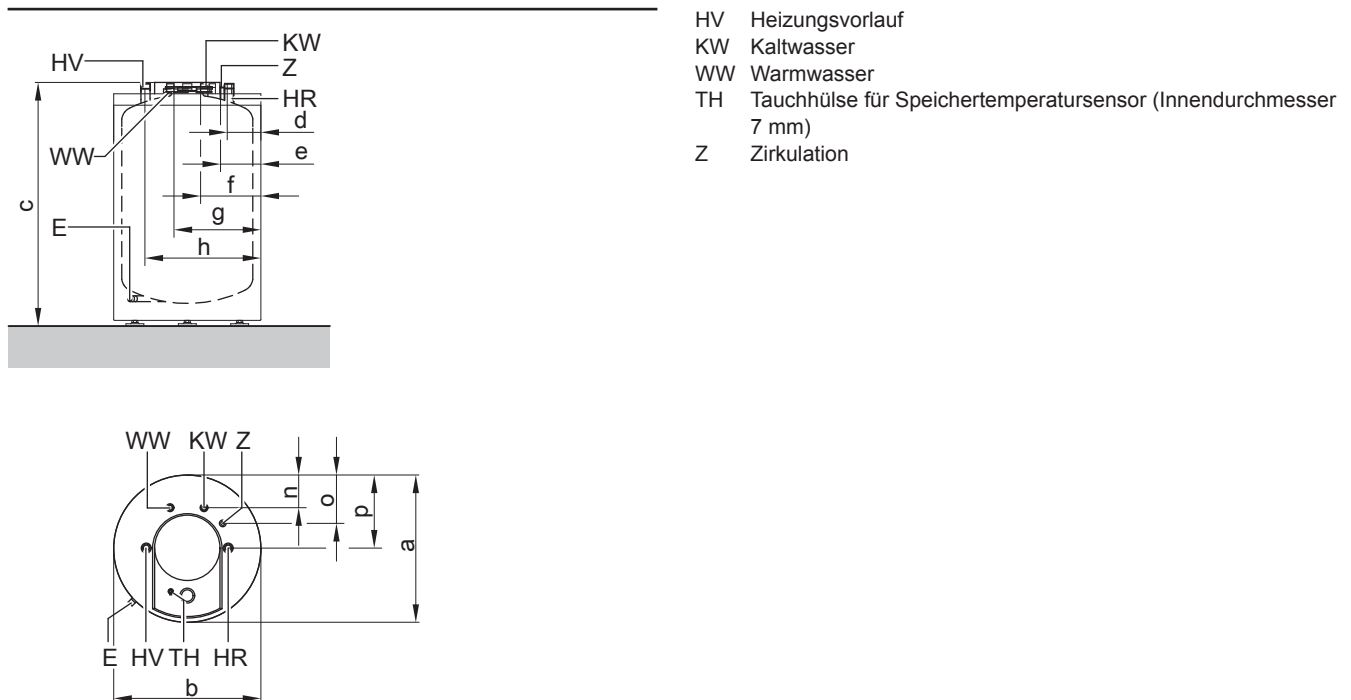 HV Heizungsvorlauf
KW Kaltwasser
WW Warmwasser
TH Tauchhülse für Speichertemperatursensor (Innendurchmesser
7 mm)
Z Zirkulation
KW
HV
Z
HR
d
WW
e
f
c
g
E
h
WW KW Z
n
o
p
a
E HV TH HR
b